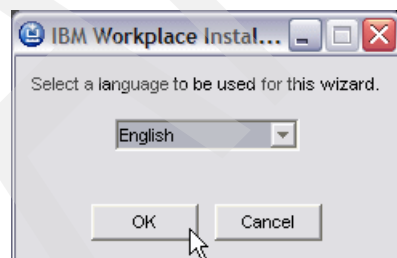 IBM Workplace Instal...
Select a language to be used for this wizard.
English
OK Cancel